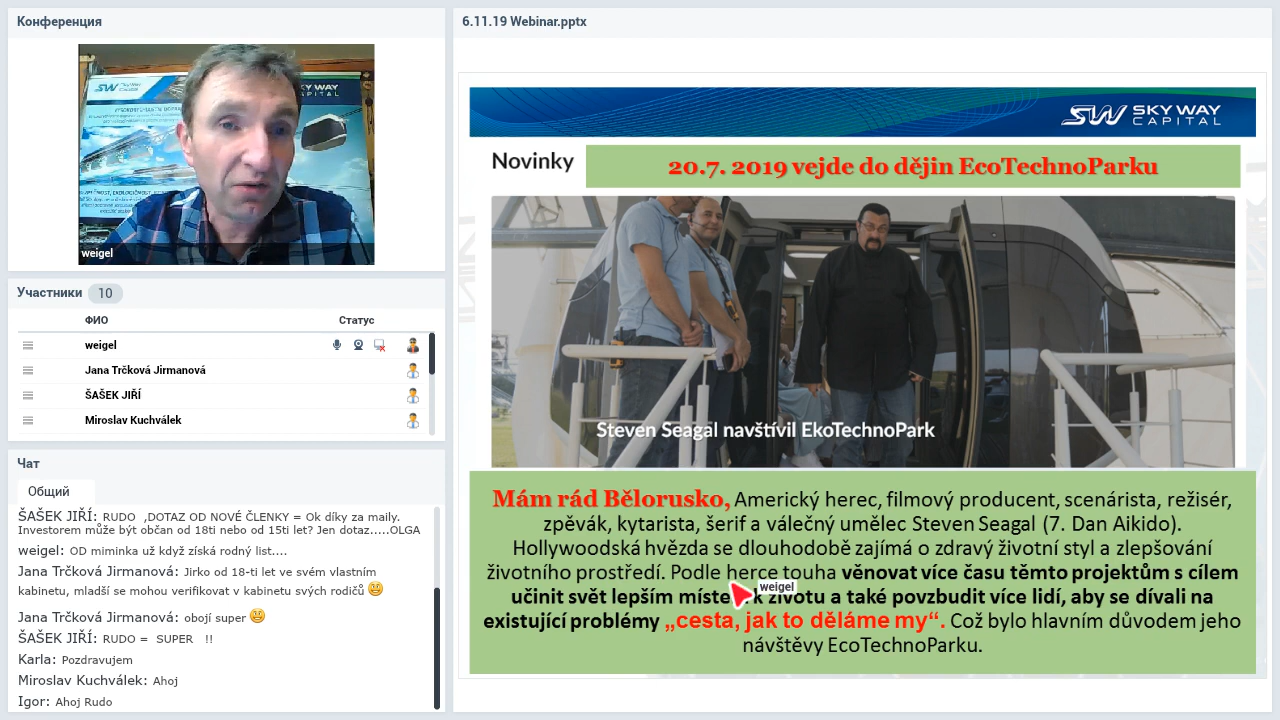 Конференция
SW SKY WAY
CAPITAL
weigel
Участники 10
ФИО Статус
weigel
Jana Trčková Jirmanová
ŠAŠEK JIŘÍ
Miroslav Kuchválek
Чат
Общий
ŠAŠEK JIŘÍ: RUDO ,DOTAZ OD NOVÉ ČLENKY = Ok díky za maily.
Investorem může být občan od 18ti nebo od 15ti let? Jen dotaz.....OLGA
weigel: OD miminka už když získá rodný list....
Jana Trčková Jirmanová: Jirko od 18-ti let ve svém vlastním
kabinetu, mladší se mohou verifikovat v kabinetu svých rodičů
Jana Trčková Jirmanová: obojí super
ŠAŠEK JIŘÍ: RUDO = SUPER !!
Karla: Pozdravujem
Miroslav Kuchválek: Ahoj
Igor: Ahoj Rudo
6.11.19 Webinar.pptx
SW SKY WAY
CAPITAL
Novinky
20.7. 2019 vejde do dějin EcoTechnoParku
Steven Seagal navštívil EkoTechnoPark
Mám rád Bělorusko, Americký herec, filmový producent, scenárista, režisér,
zpěvák, kytarista, šerif a válečný umělec Steven Seagal (7. Dan Aikido).
Hollywoodská hvězda se dlouhodobě zajímá o zdravý životní styl a zlepšování
životního prostředí. Podle herce touha věnovat více času těmto projektům s cílem
učinit svět lepším míste k životu a také povzbudit více lidí, aby se dívali na
weigel
existující problémy „cesta, jak to děláme my“. Což bylo hlavním důvodem jeho
návštěvy EcoTechnoParku.